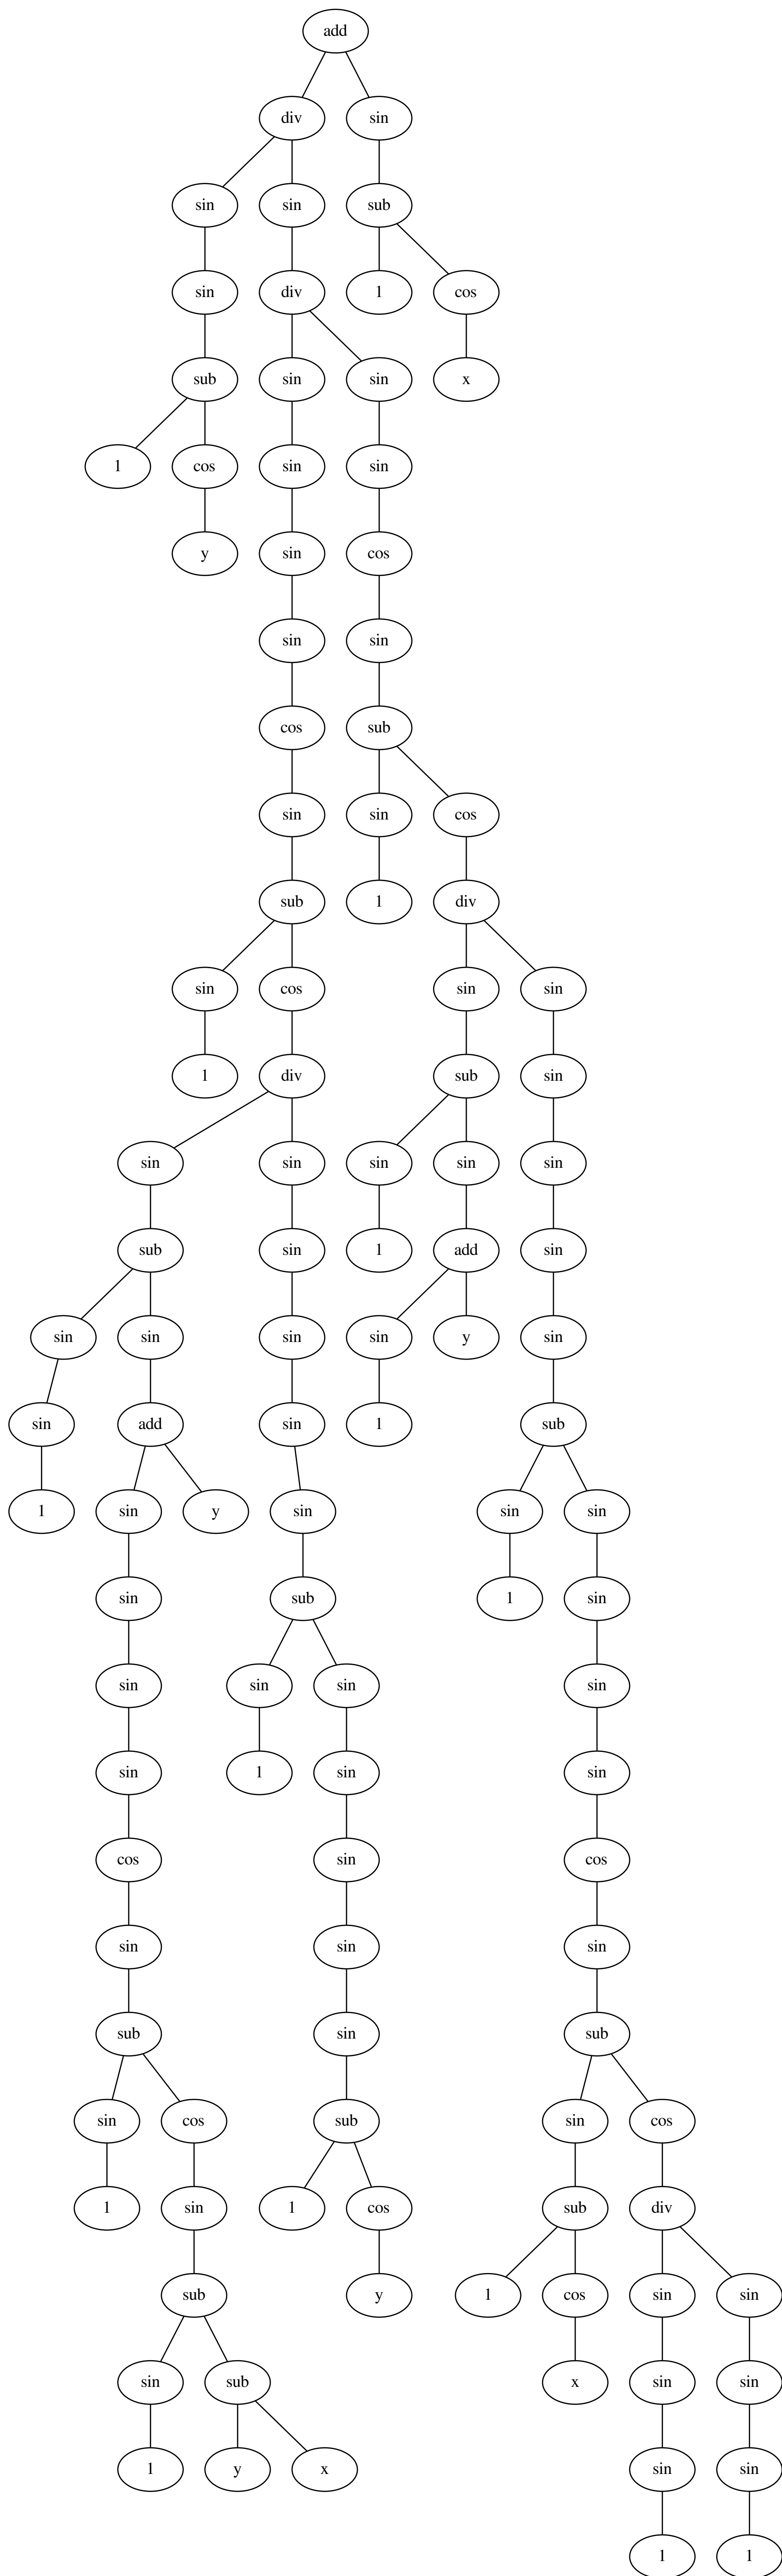 add
div sin
sin sin sub
sin div 1 cos
sub sin sin x
1 cos sin sin
y sin cos
sin sin
cos sub
sin sin cos
sub 1 div
sin cos sin sin
1 div sub sin
sin sin sin sin sin
sub sin 1 add sin
sin sin sin sin y sin
sin add sin 1 sub
1 sin y sin sin sin
sin sub 1 sin
sin sin sin sin
sin 1 sin sin
cos sin cos
sin sin sin
sub sin sub
sin cos sub sin cos
1 sin 1 cos sub div
sub y 1 cos sin sin
sin sub x sin sin
1 y x sin sin
1 1